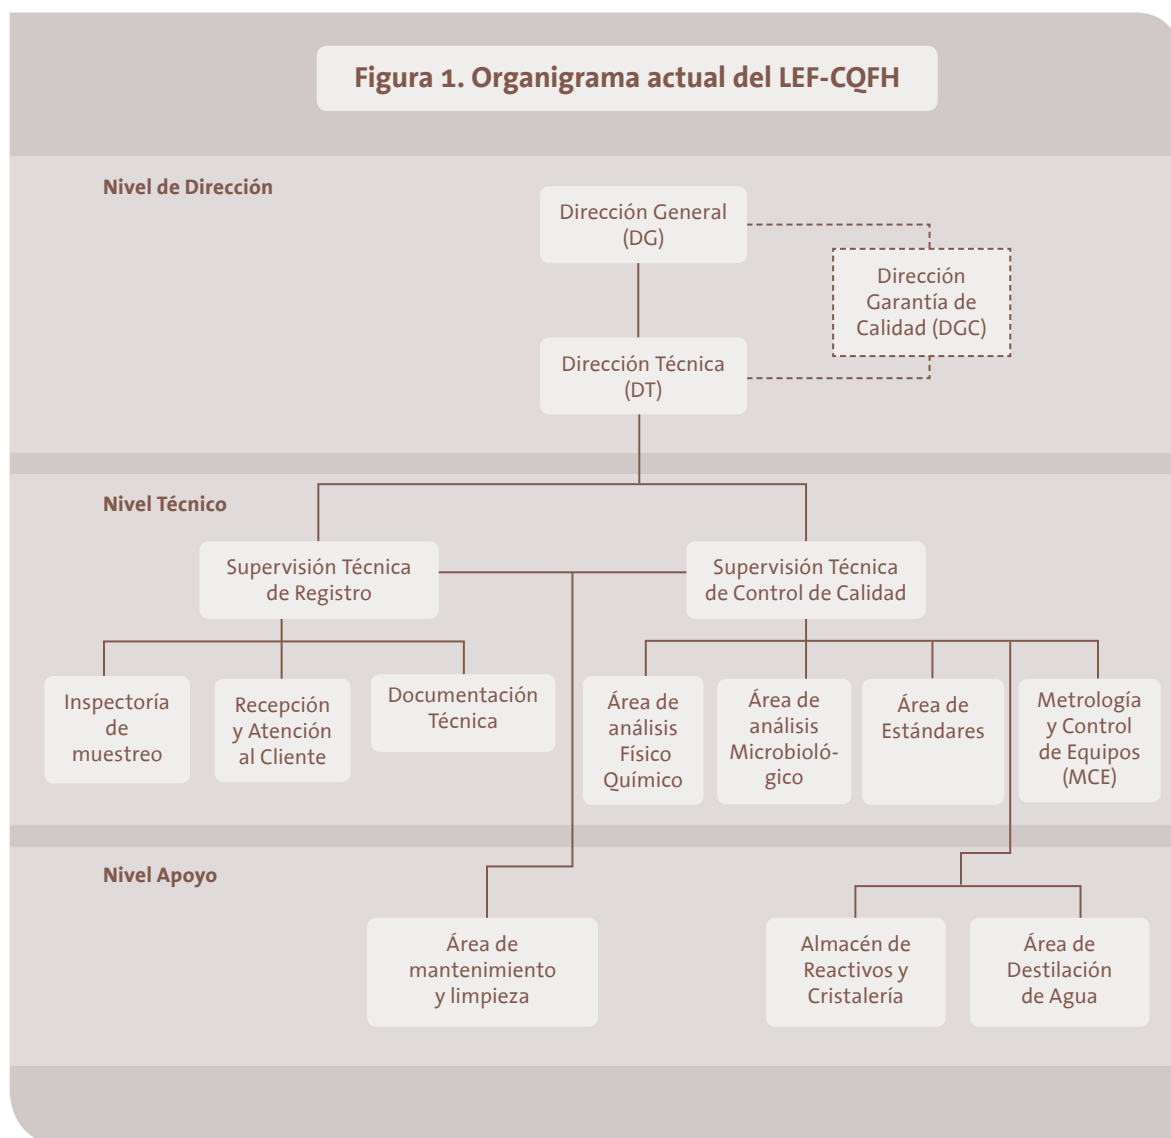 Figura 1. Organigrama actual del LEF-CQFH
Nivel de Dirección
Dirección General
(DG)
Dirección
Garantía de
Calidad (DGC)
Dirección Técnica
(DT)
Nivel Técnico
Supervisión Técnica
de Registro
Supervisión Técnica
de Control de Calidad
Inspectoría
de
muestreo
Recepción
y Atención
al Cliente
Documentación
Técnica
Área de
análisis
Físico
Químico
Área de
análisis
Microbioló-
gico
Área de
Estándares
Metrología
y Control
de Equipos
(MCE)
Nivel Apoyo
Área de
mantenimiento
y limpieza
Almacén de
Reactivos y
Cristalería
Área de
Destilación
de Agua